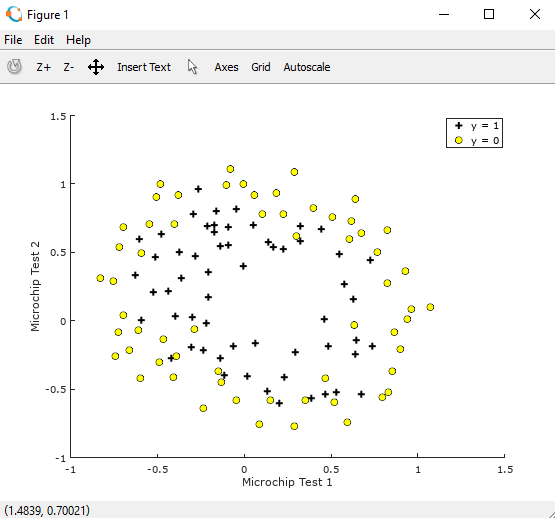 Figure 1
File Edit Help
Z+ Z- Insert Text Axes Grid Autoscale
1.5
y = 1
y = 0
1
0.5
0
-0.5
-1
Microchip Test 2
-1 -0.5 0 0.5 1 1.5
Microchip Test 1
(1.4839, 0.70021)